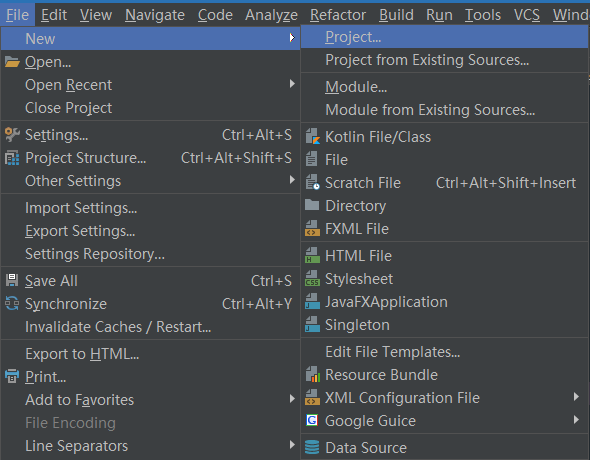 File Edit View Navigate Code Analyze Refactor Build Run Tools VCS Wind
New
Open...
Open Recent
Close Project
Settings... Ctrl+Alt+S
Project Structure... Ctrl+Alt+Shift+S
Other Settings
Import Settings...
Export Settings...
Settings Repository...
Save All Ctrl+S
Synchronize Ctrl+Alt+Y
Invalidate Caches / Restart...
Export to HTML...
Print...
Add to Favorites
File Encoding
Line Separators
Project...
Project from Existing Sources...
Module...
Module from Existing Sources...
Kotlin File/Class
File
Scratch File Ctrl+Alt+Shift+Insert
Directory
FXML File
HTML File
Stylesheet
JavaFXApplication
Singleton
Edit File Templates...
Resource Bundle
XML Configuration File
Google Guice
Data Source